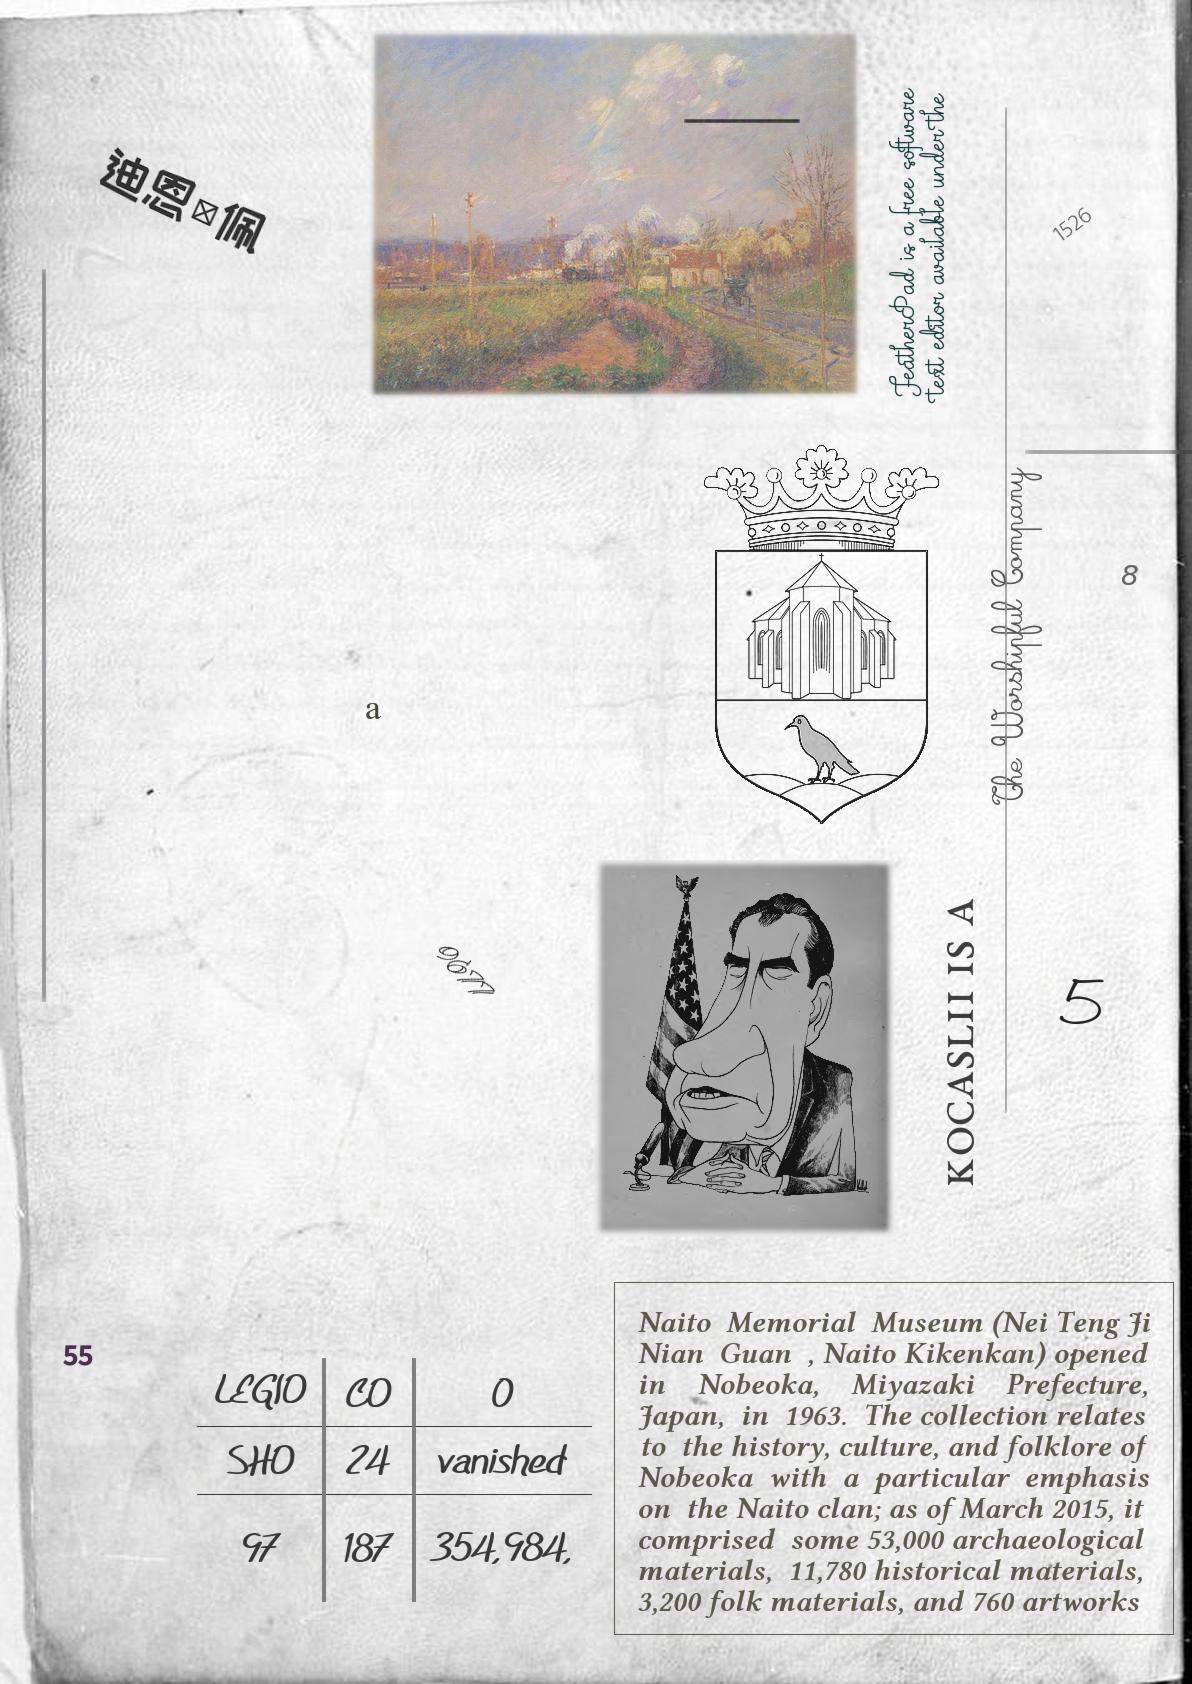 迪恩
佩
FeatherPad is a free software
text editor available under the
1526
The Worshipful Company
8
a
9677
KOCASLII IS A
5
55
LEGIO CO 0
SHO 24 vanished
97 187 354,984,
Naito Memorial Museum (Nei Teng Ji
Nian Guan , Naito Kikenkan) opened
in Nobeoka, Miyazaki Prefecture,
Japan, in 1963. The collection relates
to the history, culture, and folklore of
Nobeoka with a particular emphasis
on the Naito clan; as of March 2015, it
comprised some 53,000 archaeological
materials, 11,780 historical materials,
3,200 folk materials, and 760 artworks